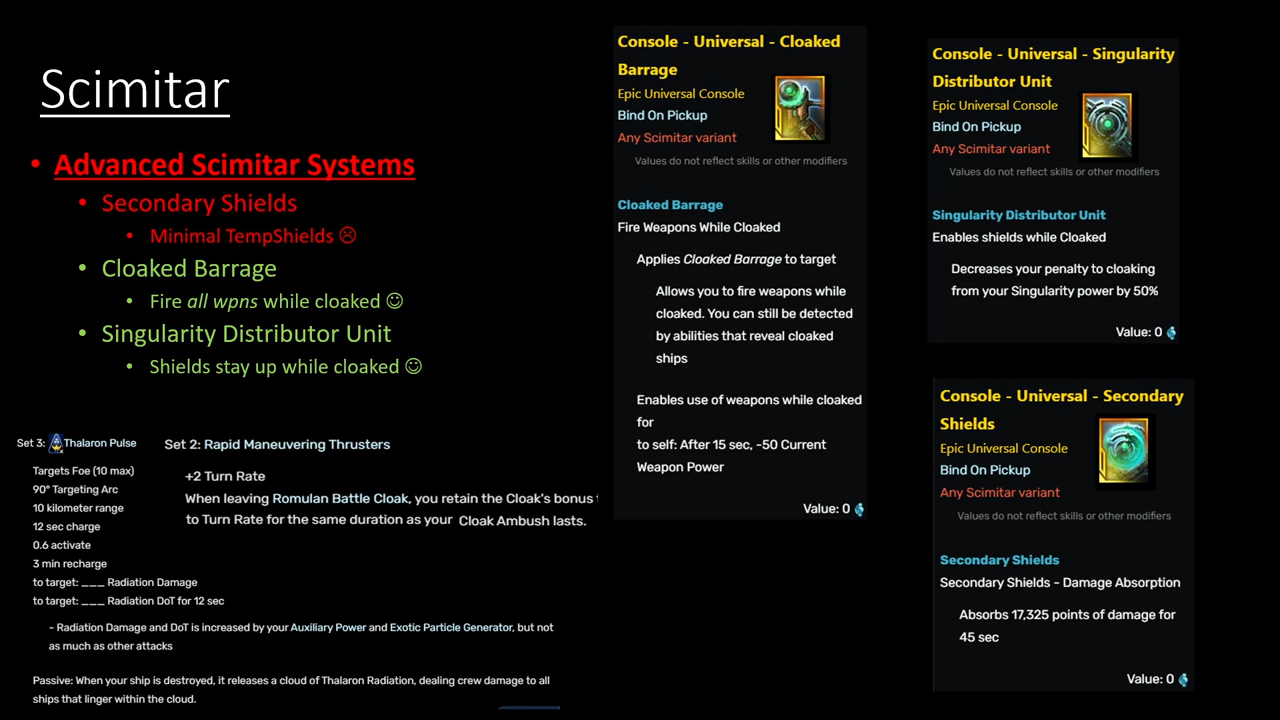 Scimitar
• Advanced Scimitar Systems
• Secondary Shields
• Minimal TempShields ☹
• Cloaked Barrage
• Fire all wpns while cloaked ☺
• Singularity Distributor Unit
• Shields stay up while cloaked ☺
Set 3: Thalaron Pulse
Targets Foe (10 max)
90° Targeting Arc
10 kilometer range
12 sec charge
0.6 activate
3 min recharge
to target: ___ Radiation Damage
to target: ___ Radiation DoT for 12 sec
- Radiation Damage and DoT is increased by your Auxiliary Power and Exotic Particle Generator, but not
as much as other attacks
Passive: When your ship is destroyed, it releases a cloud of Thalaron Radiation, dealing crew damage to all
ships that linger within the cloud.
Set 2: Rapid Maneuvering Thrusters
+2 Turn Rate
When leaving Romulan Battle Cloak, you retain the Cloak's bonus
to Turn Rate for the same duration as your Cloak Ambush lasts.
Console - Universal - Cloaked
Barrage
Epic Universal Console
Bind On Pickup
Any Scimitar variant
Values do not reflect skills or other modifiers
Cloaked Barrage
Fire Weapons While Cloaked
Applies Cloaked Barrage to target
Allows you to fire weapons while
cloaked. You can still be detected
by abilities that reveal cloaked
ships
Enables use of weapons while cloaked
for
to self: After 15 sec, -50 Current
Weapon Power
Value: 0
Console - Universal - Singularity
Distributor Unit
Epic Universal Console
Bind On Pickup
Any Scimitar variant
Values do not reflect skills or other modifiers
Singularity Distributor Unit
Enables shields while Cloaked
Decreases your penalty to cloaking
from your Singularity power by 50%
Value: 0
Console - Universal - Secondary
Shields
Epic Universal Console
Bind On Pickup
Any Scimitar variant
Values do not reflect skills or other modifiers
Secondary Shields
Secondary Shields - Damage Absorption
Absorbs 17,325 points of damage for
45 sec
Value: 0